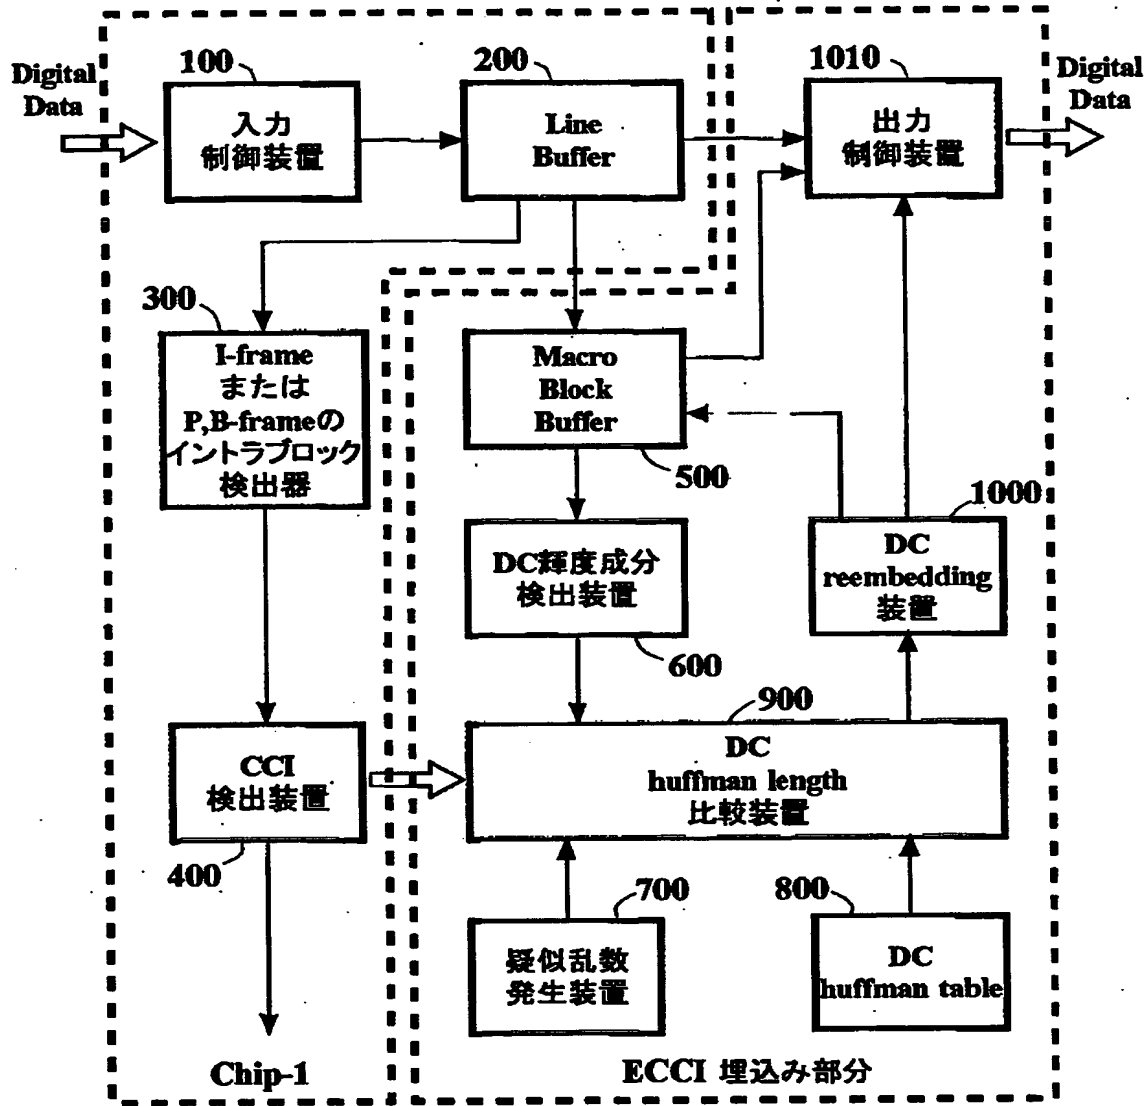 Digital
Data
100
入力
制御装置
200
Line
Buffer
1010
出力
制御装置
Digital
Data
300
I-frame
または
P,B-frameの
イントラブロック
検出器
Macro
Block
Buffer
500
DC輝度成分
検出装置
600
1000
DC
reembedding
装置
CCI
検出装置
400
900
DC
huffman length
比較装置
700
疑似乱数
発生装置
800
DC
huffman table
Chip-1
ECCI 埋込み部分